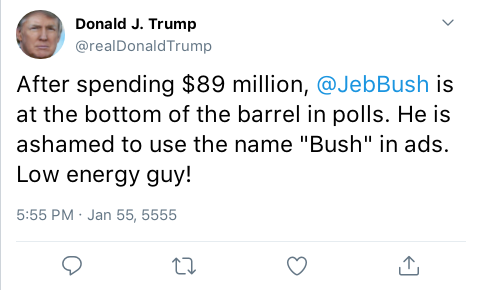 Donald J. Trump
@realDonaldTrump
After spending $89 million, @JebBush is
at the bottom of the barrel in polls. He is
ashamed to use the name "Bush" in ads.
Low energy guy!
5:55 PM · Jan 55, 5555